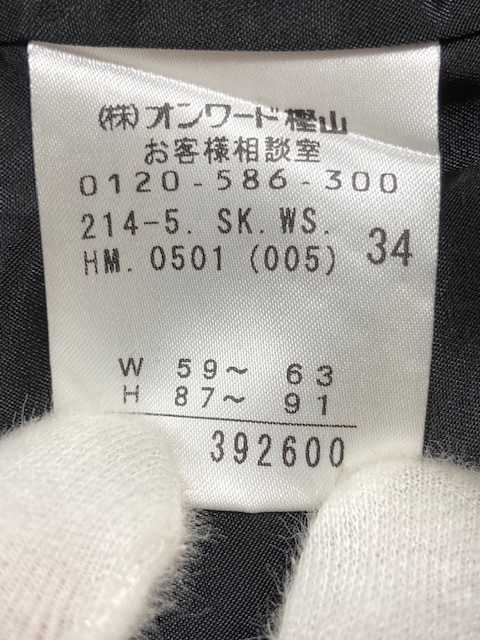 (株)オンワード樫山
お客様相談室
0120-586-300
214-5. SK.WS.
HM. 0501 (005) 34
W 59〜 63
H 87〜 91
392600